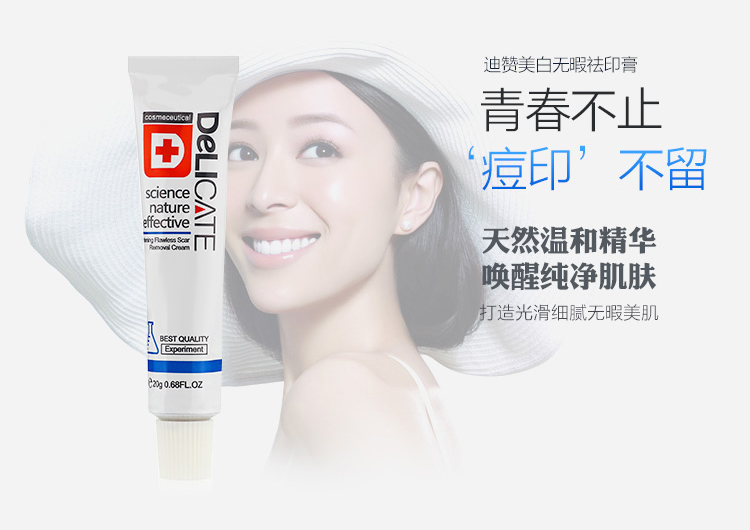 迪赞美白无暇祛印膏
青春不止
‘痘印’不留
天然温和精华
唤醒纯净肌肤
打造光滑细腻无暇美肌
cosmeceutical
DeLICATE
science
nature
effective
Flawless Scar
Removal Cream
BEST QUALITY
Experiment
20g 0.68FL.OZ